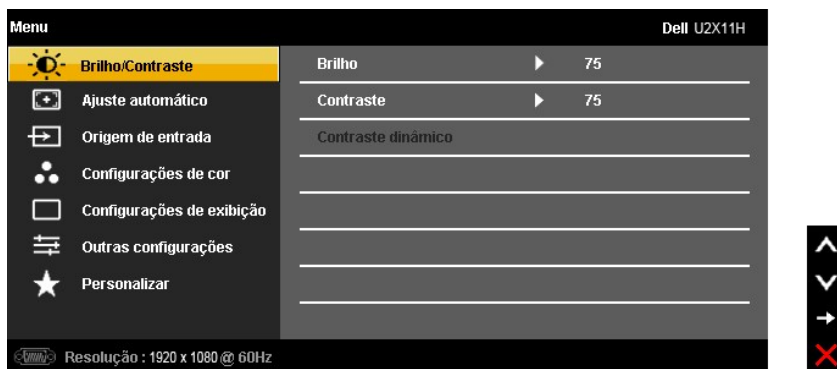 Menu Dell U2X11H
Brilho/Contraste
Ajuste automático
Origem de entrada
Configurações de cor
Configurações de exibição
Outras configurações
Personalizar
Brilho 75
Contraste 75
Contraste dinámico
Resolução : 1920 x 1080 @ 60Hz